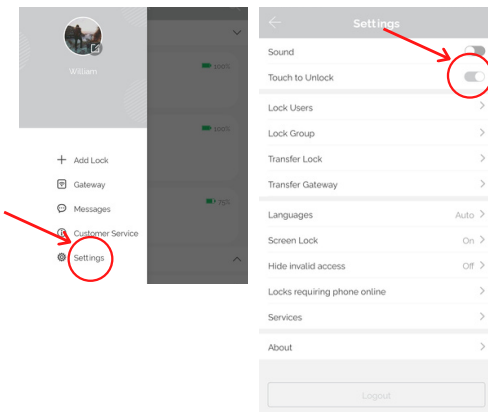 William
100%
100%
75%
Add Lock
Gateway
Messages
Customer Service
Settings
Settings
Sound
Touch to Unlock
Lock Users
Lock Group
Transfer Lock
Transfer Gateway
Languages Auto
Screen Lock On
Hide invalid access Off
Locks requiring phone online
Services
About
Logout